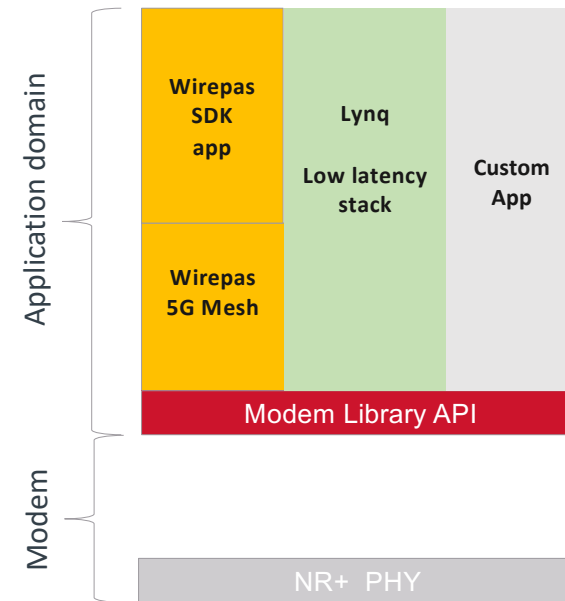 Application domain
Wirepas
SDK
app
Lynq
Low latency
stack
Custom
App
Wirepas
5G Mesh
Modem Library API
Modem
NR+ PHY